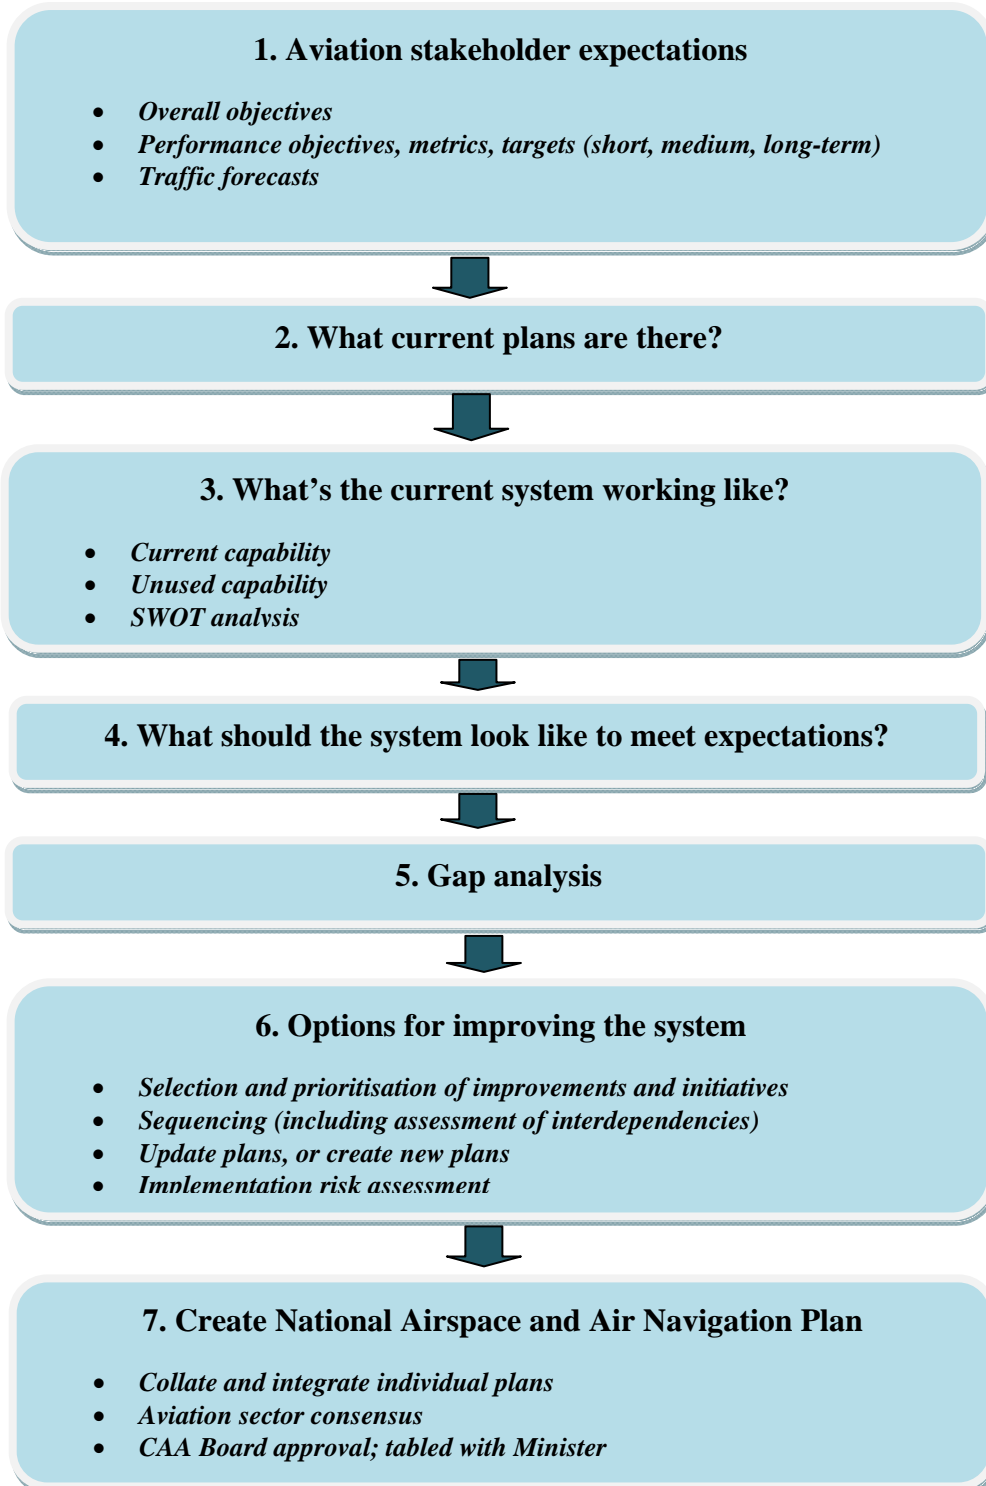 1. Aviation stakeholder expectations
• Overall objectives
• Performance objectives, metrics, targets (short, medium, long-term)
• Traffic forecasts
2. What current plans are there?
3. What’s the current system working like?
• Current capability
• Unused capability
• SWOT analysis
4. What should the system look like to meet expectations?
5. Gap analysis
6. Options for improving the system
• Selection and prioritisation of improvements and initiatives
• Sequencing (including assessment of interdependencies)
• Update plans, or create new plans
• Implementation risk assessment
7. Create National Airspace and Air Navigation Plan
• Collate and integrate individual plans
• Aviation sector consensus
• CAA Board approval; tabled with Minister